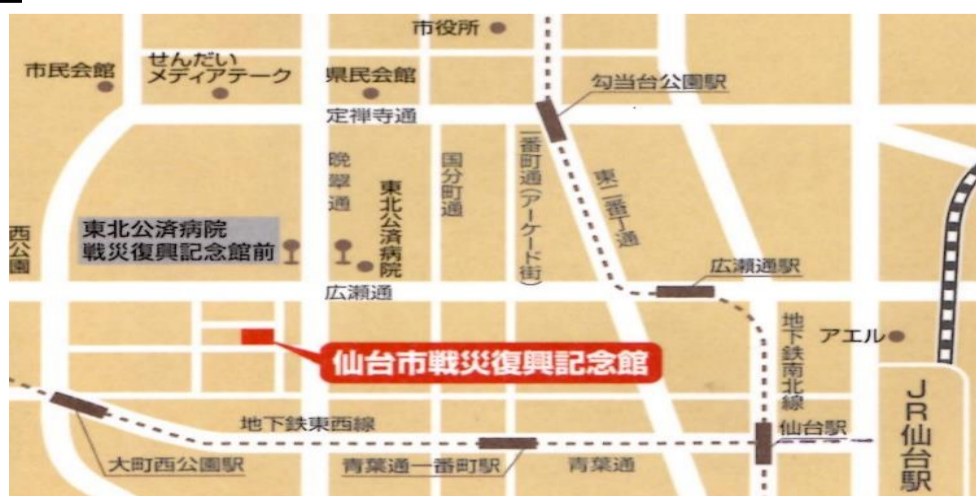 市役所
市民会館
せんだい
メディアテーク
県民会館
勾当台公園駅
定禅寺通
晩翠通
国分町通
一番町通(アーケード街)
東二番丁通
東北公済病院
西公園
東北公済病院
戦災復興記念館前
広瀬通駅
広瀬通
地下鉄南北線
アエル
仙台市戦災復興記念館
JR仙台駅
地下鉄東西線
仙台駅
大町西公園駅
青葉通一番町駅
青葉通